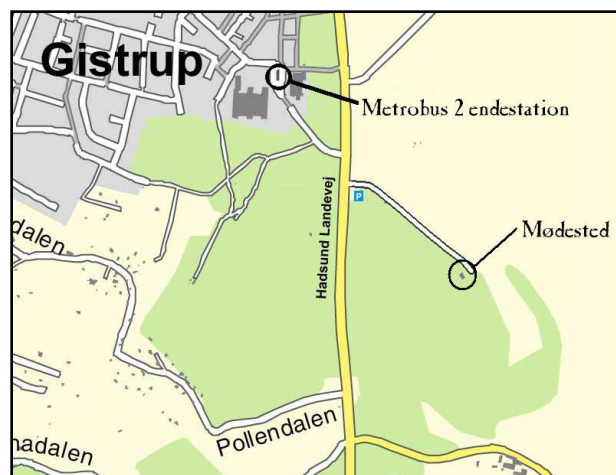 Gistrup
Metrobus 2 endestation
P
Hadsund Landevej
Mødested
dalen
Pollendalen
nadalen